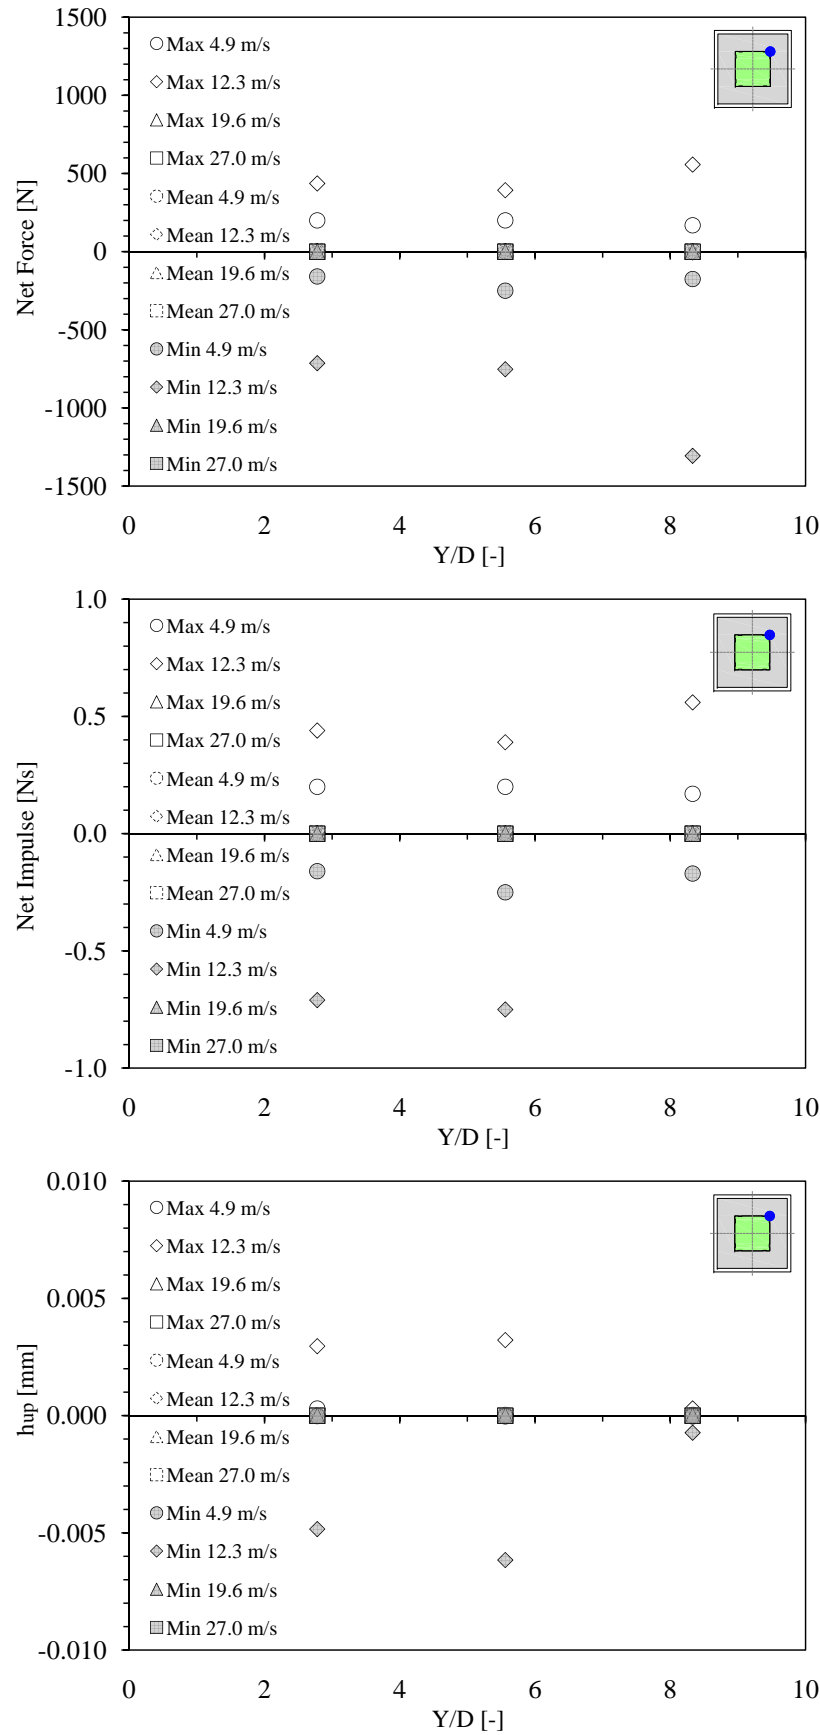 1500
1000
500
0
-500
-1000
-1500
Net Force [N]
Max 4.9 m/s
Max 12.3 m/s
Max 19.6 m/s
Max 27.0 m/s
Mean 4.9 m/s
Mean 12.3 m/s
Mean 19.6 m/s
Mean 27.0 m/s
Min 4.9 m/s
Min 12.3 m/s
Min 19.6 m/s
Min 27.0 m/s
0 2 4 6 8 10
Y/D [-]
1.0
0.5
0.0
-0.5
-1.0
Net Impulse [Ns]
Max 4.9 m/s
Max 12.3 m/s
Max 19.6 m/s
Max 27.0 m/s
Mean 4.9 m/s
Mean 12.3 m/s
Mean 19.6 m/s
Mean 27.0 m/s
Min 4.9 m/s
Min 12.3 m/s
Min 19.6 m/s
Min 27.0 m/s
0 2 4 6 8 10
Y/D [-]
0.010
0.005
0.000
-0.005
-0.010
hup [mm]
Max 4.9 m/s
Max 12.3 m/s
Max 19.6 m/s
Max 27.0 m/s
Mean 4.9 m/s
Mean 12.3 m/s
Mean 19.6 m/s
Mean 27.0 m/s
Min 4.9 m/s
Min 12.3 m/s
Min 19.6 m/s
Min 27.0 m/s
0 2 4 6 8 10
Y/D [-]